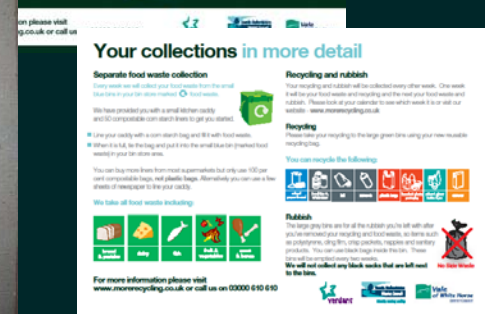 on please visit
g.co.uk or call us
Your collections in more detail
Separate food waste collection
Every week we will collect your food waste from the small
blue bins in your bin store marked food waste.
We have provided you with a small kitchen caddy
and 50 compostable corn starch liners to get you started.
Line your caddy with a corn starch bag and fill it with food waste.
When it is full, tie the bag and put it into the small blue bin (marked food
waste) in your bin store area.
You can buy more liners from most supermarkets but only use 100 per
cent compostable bags, not plastic bags. Alternatively you can use a few
sheets of newspaper to line your caddy.
We take all food waste including:
bread
& pastries
dairy
fish
fruit &
vegetables
meat
& bones
For more information please visit
www.morerecycling.co.uk or call us on 03000 610 610
Recycling and rubbish
Your recycling and rubbish will be collected every other week. One week
it will be your food waste and recycling and the next your food waste and
rubbish. Please look at your calendar to see which week it is or visit our
website - www.morerecycling.co.uk
Recycling
Please take your recycling to the large green bins using your new reusable
recycling bag.
You can recycle the following:
Rubbish
The large grey bins are for all the rubbish you're left with after
you've removed your recycling and food waste, so items such
as polystyrene, cling film, crisp packets, nappies and sanitary
products. You can use black bags inside this bin. These
bins will be emptied every two weeks.
We will not collect any black sacks that are left next
to the bins.
No Side Waste
verdant
Vale
of White Horse